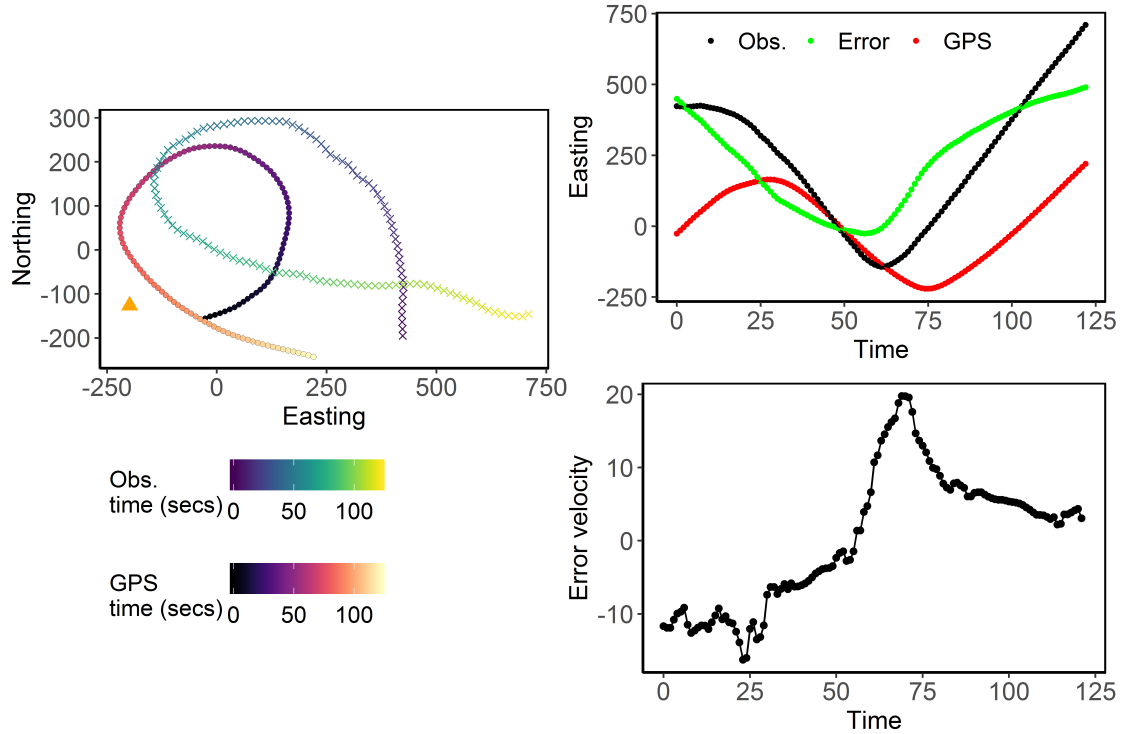 300
200
100
0
-100
-200
Northing
-250 0 250 500 750
Easting
Obs.
time (secs)
0 50 100
GPS
time (secs)
0 50 100
750
500
250
0
-250
Easting
Obs. Error GPS
0 25 50 75 100 125
Time
20
10
0
-10
Error velocity
0 25 50 75 100 125
Time